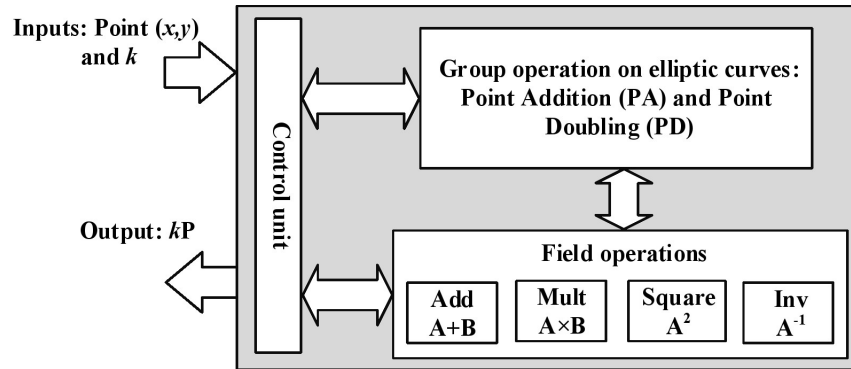 Inputs: Point (x,y)
and k
Control unit
Group operation on elliptic curves:
Point Addition (PA) and Point
Doubling (PD)
Output: kP
Field operations
Add
A+B
Mult
A×B
Square
A²
Inv
A⁻¹